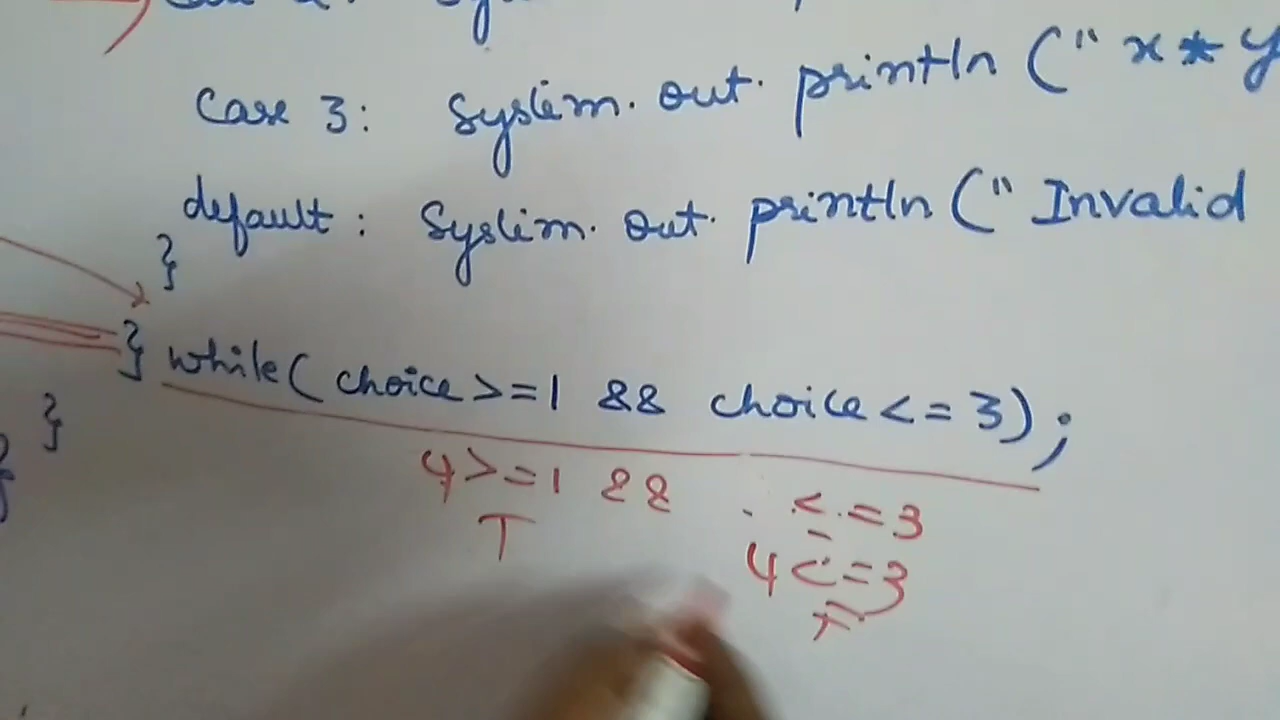 Case 3: System. out. println (" x * y
default: System. out. println (" Invalid
}
} while( choice >=1 && choice <= 3);
}
4>=1 && <=3
T 4<=3